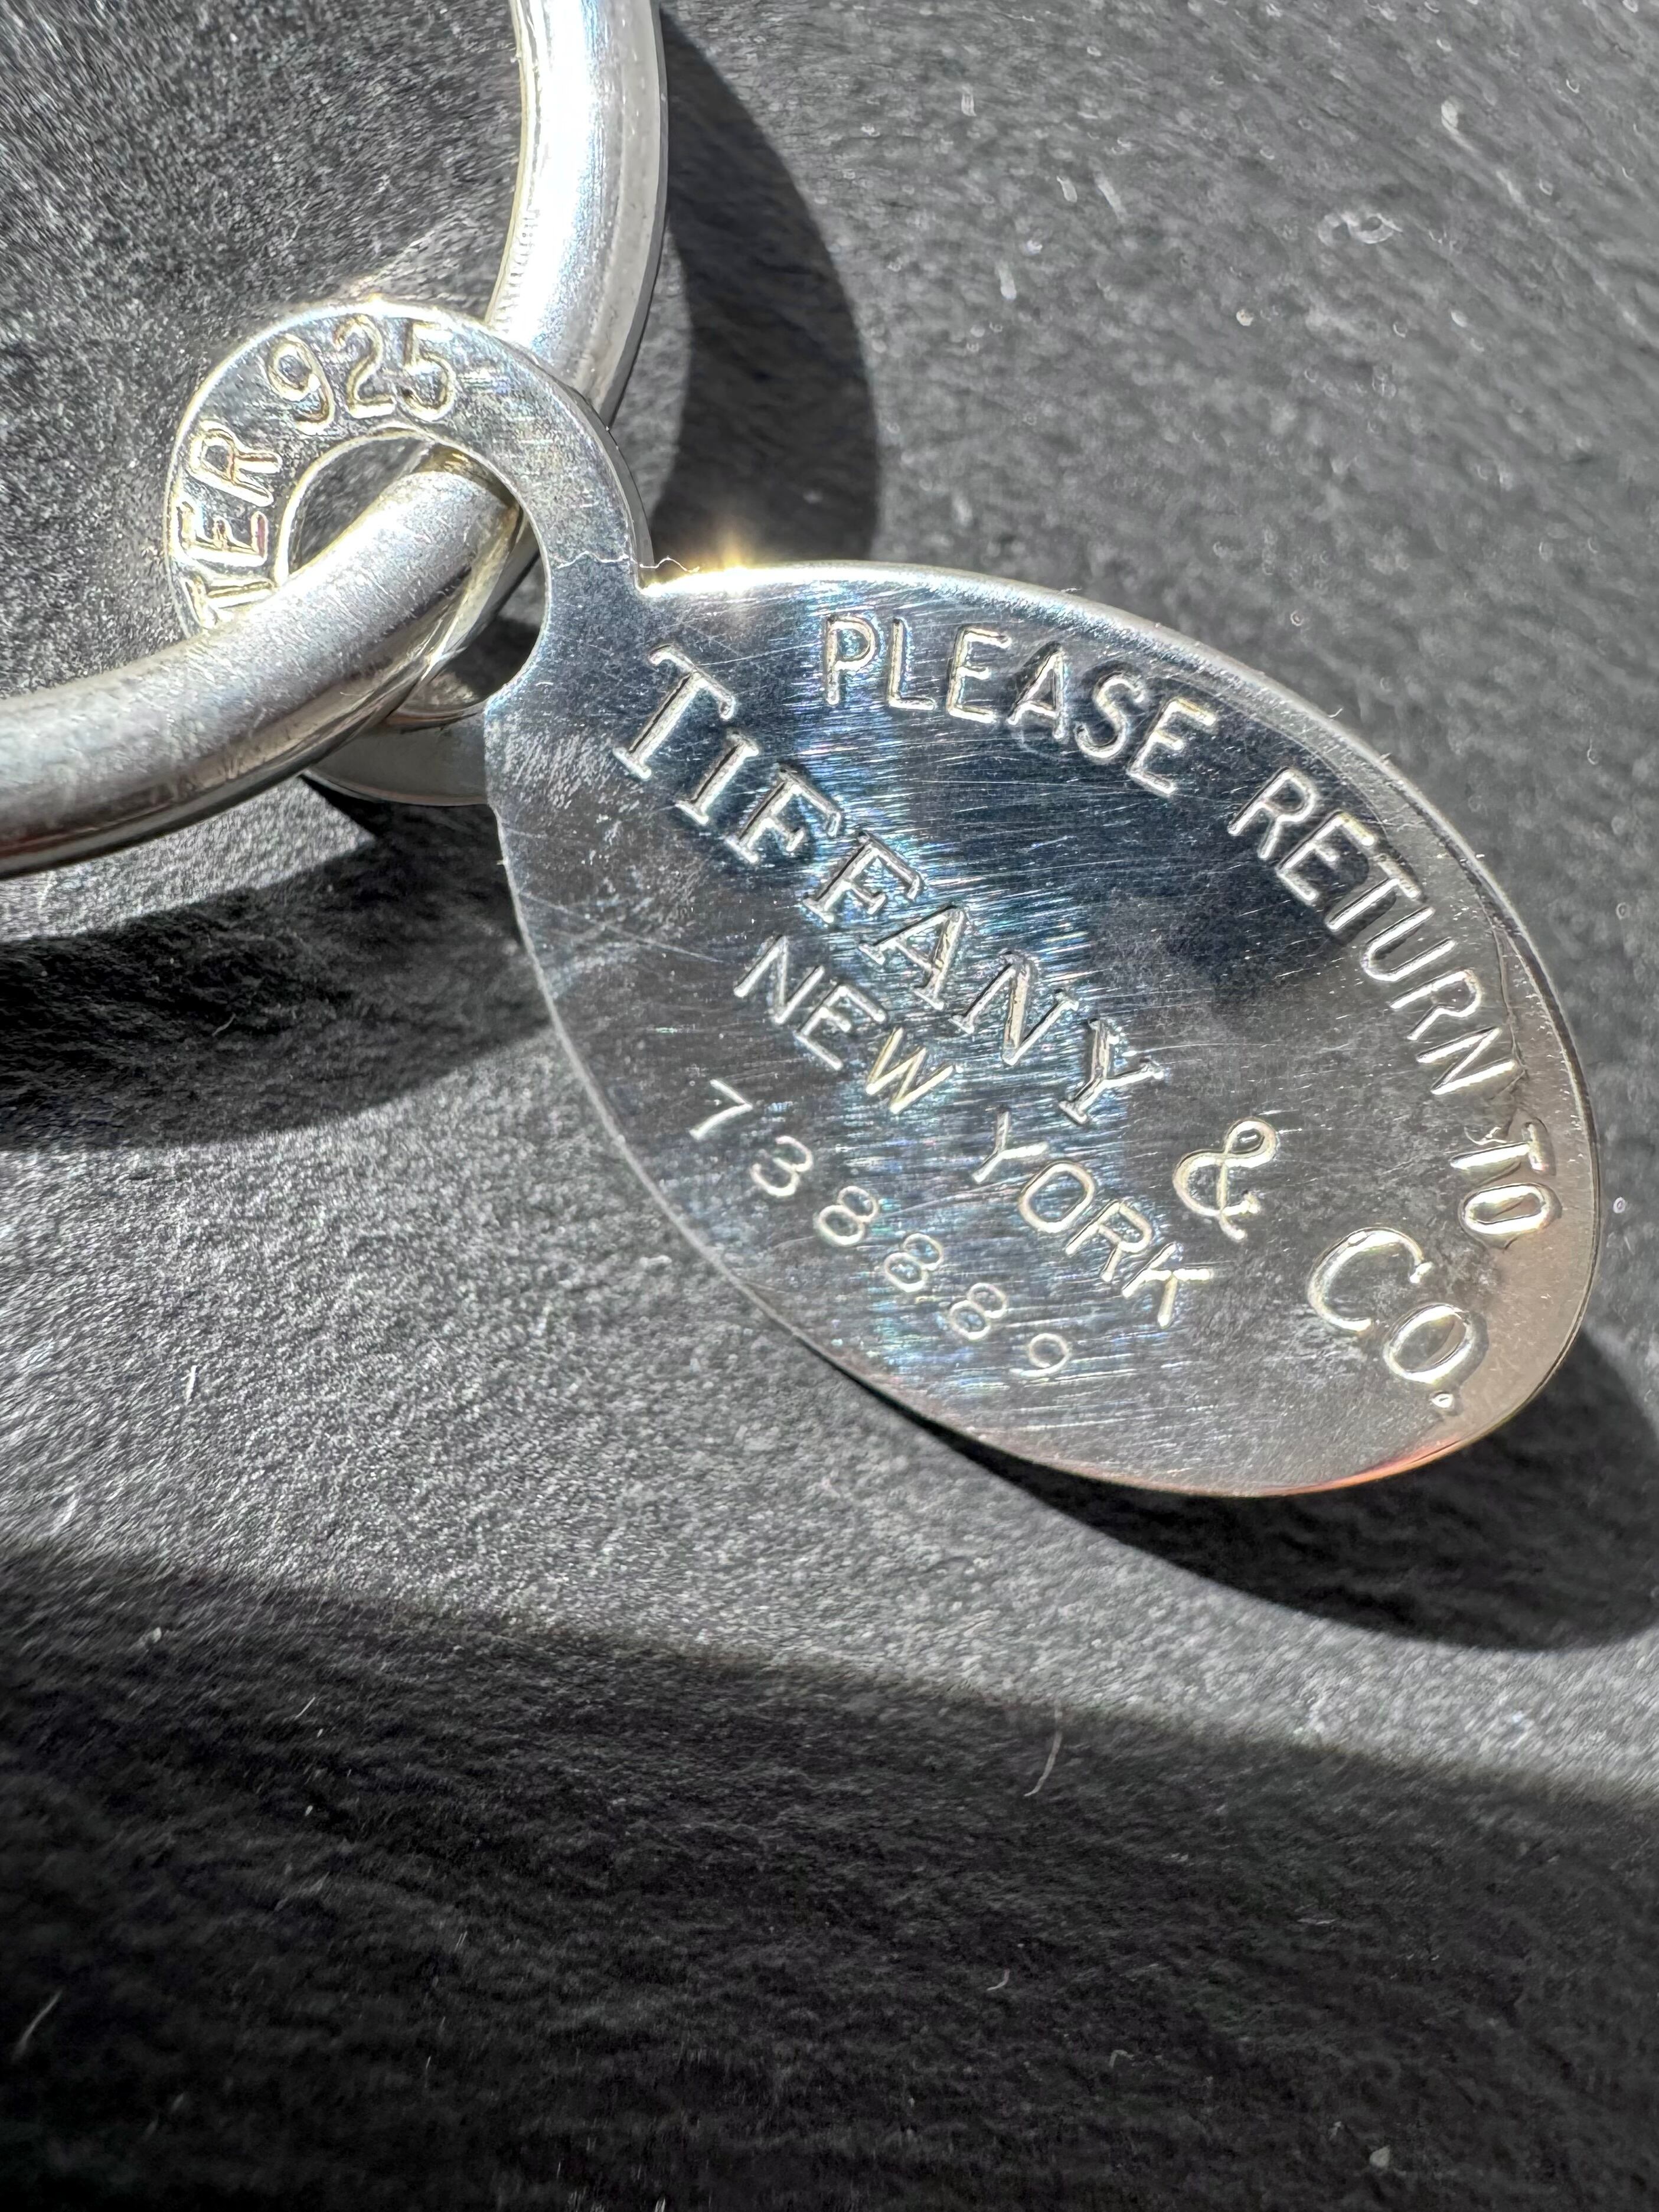 TER 925
PLEASE RETURN TO
TIFFANY & CO.
NEW YORK
738889